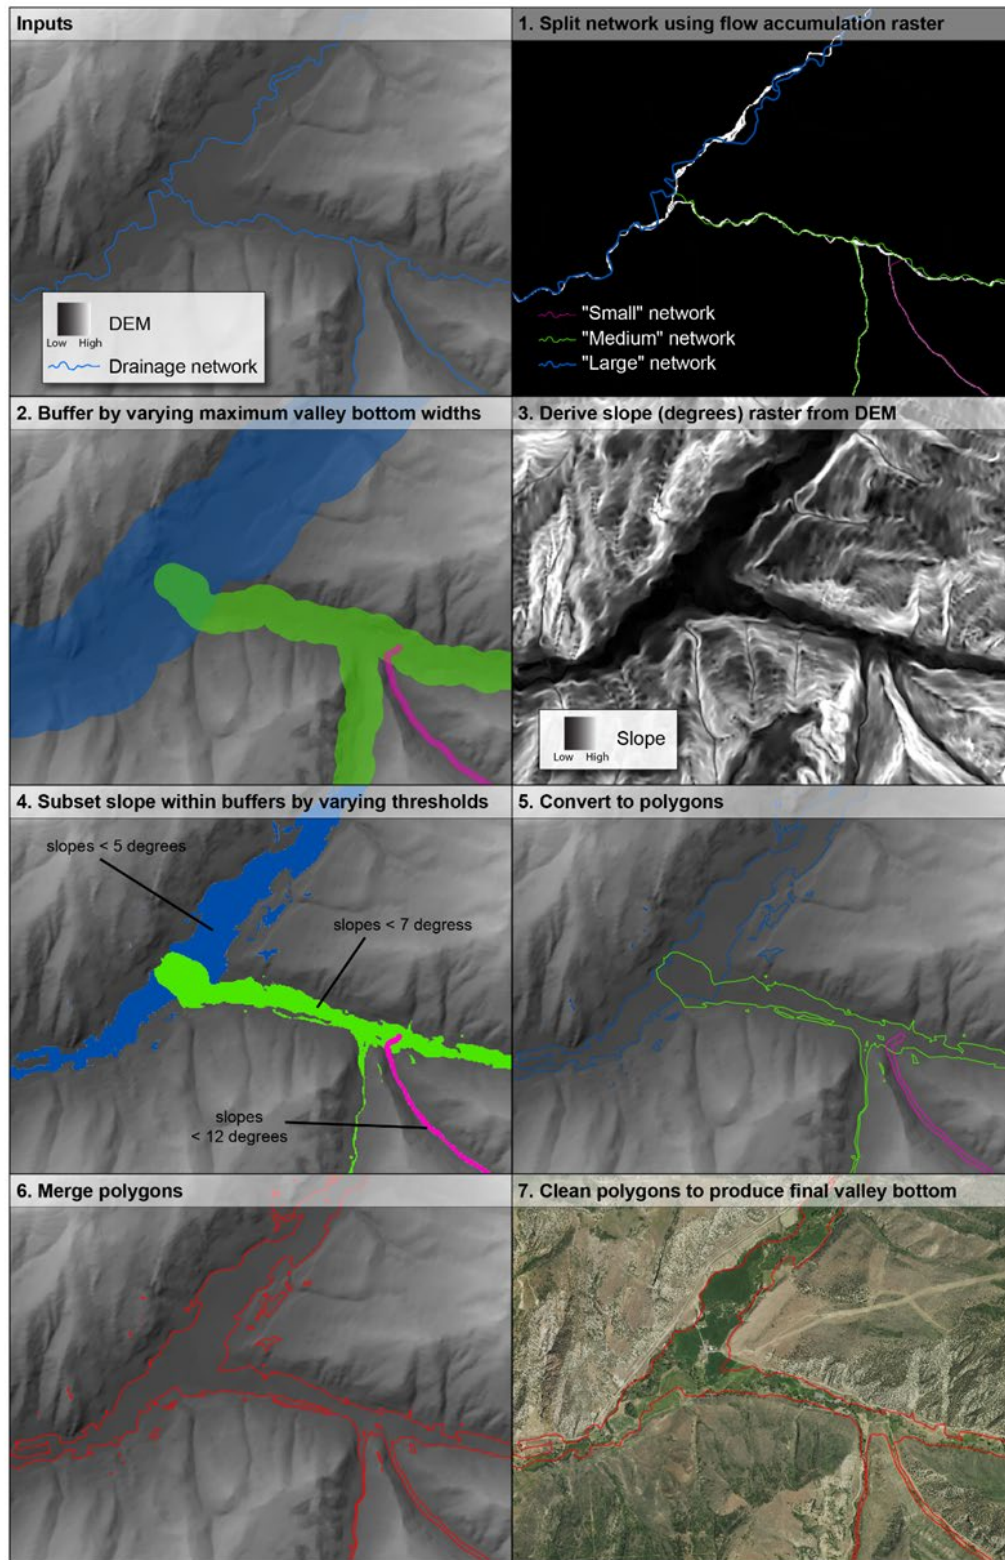 Inputs
DEM
Low High
Drainage network
1. Split network using flow accumulation raster
"Small" network
"Medium" network
"Large" network
2. Buffer by varying maximum valley bottom widths
3. Derive slope (degrees) raster from DEM
Slope
Low High
4. Subset slope within buffers by varying thresholds
slopes < 5 degrees
slopes < 7 degress
slopes
< 12 degrees
5. Convert to polygons
6. Merge polygons
7. Clean polygons to produce final valley bottom